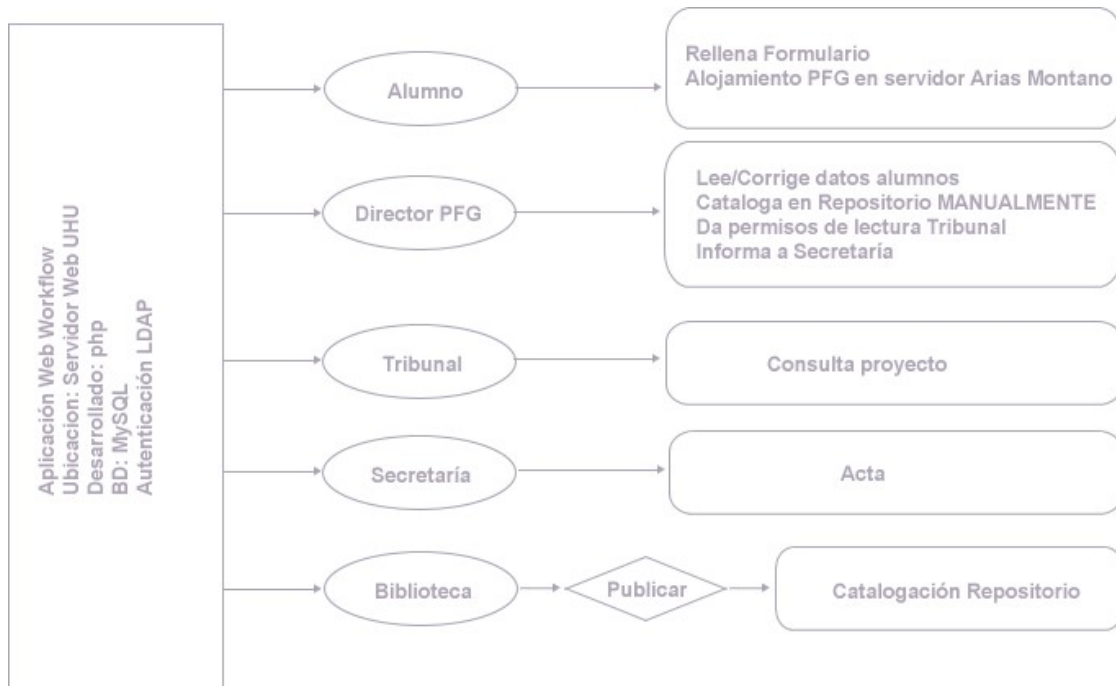 Aplicación Web Workflow
Ubicacion: Servidor Web UHU
Desarrollado: php
BD: MySQL
Autenticación LDAP
Alumno
Rellena Formulario
Alojamiento PFG en servidor Arias Montano
Director PFG
Lee/Corrige datos alumnos
Cataloga en Repositorio MANUALMENTE
Da permisos de lectura Tribunal
Informa a Secretaría
Tribunal
Consulta proyecto
Secretaría
Acta
Biblioteca
Publicar
Catalogación Repositorio